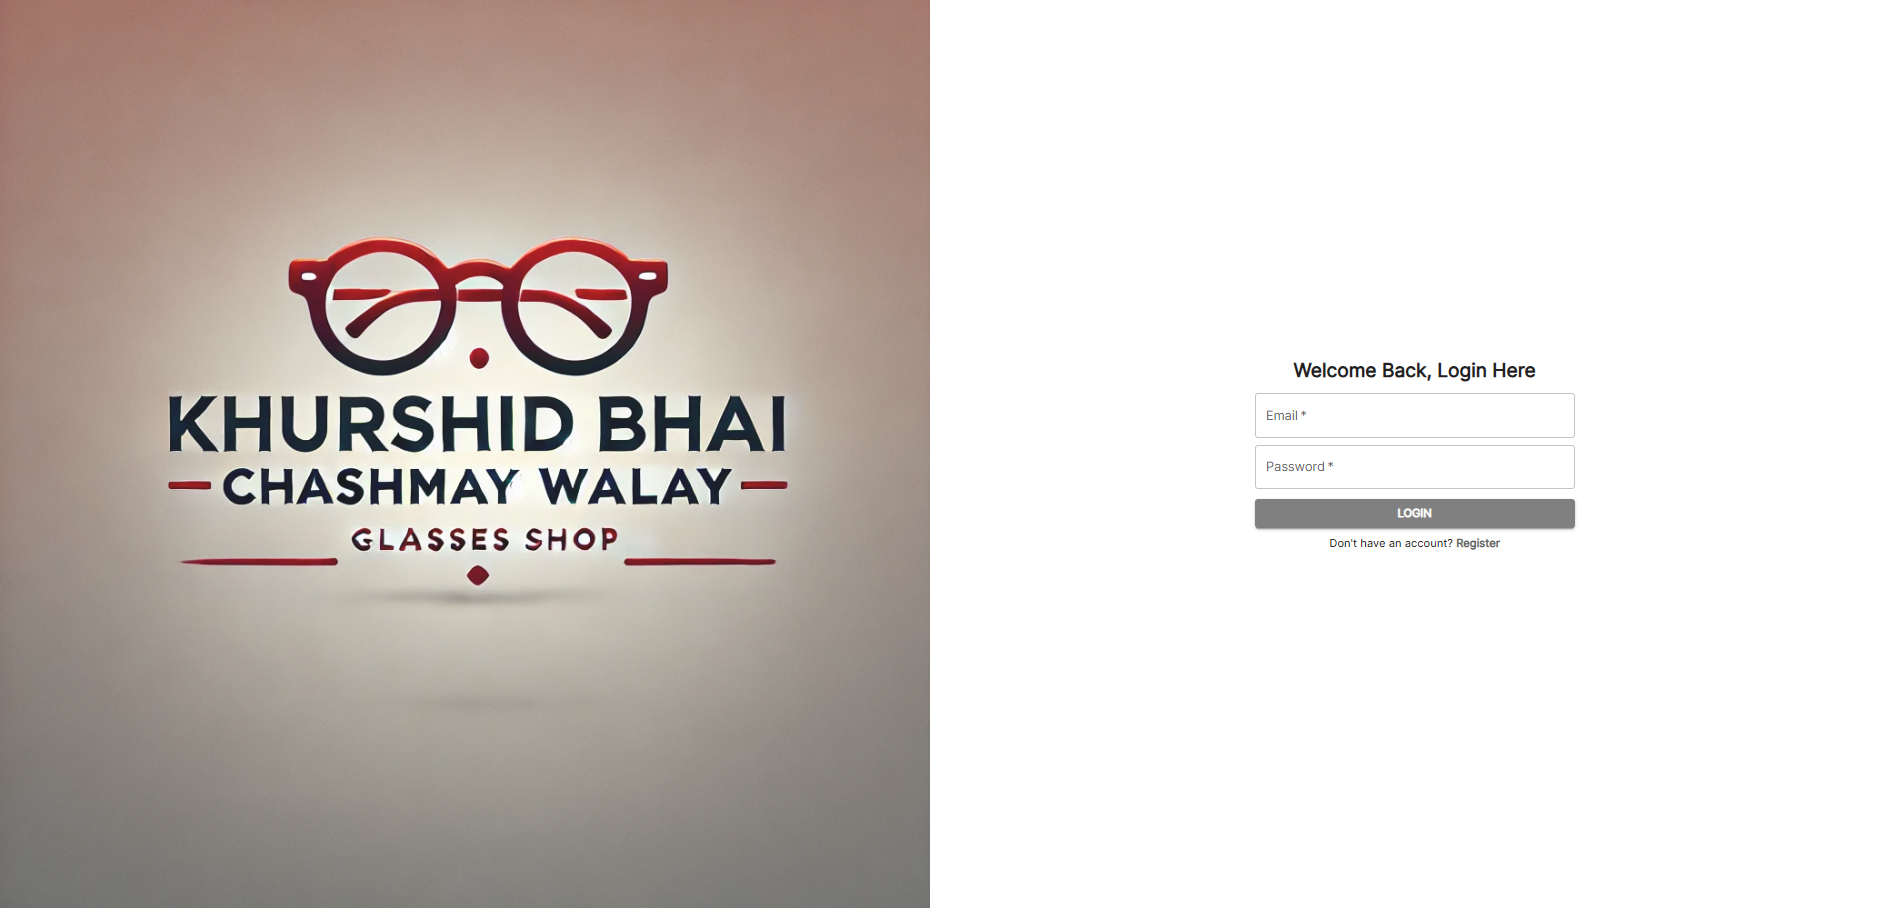 KHURSHID BHAI
CHASHMAY WALAY
GLASSES SHOP
Welcome Back, Login Here
Email *
Password *
LOGIN
Don't have an account? Register